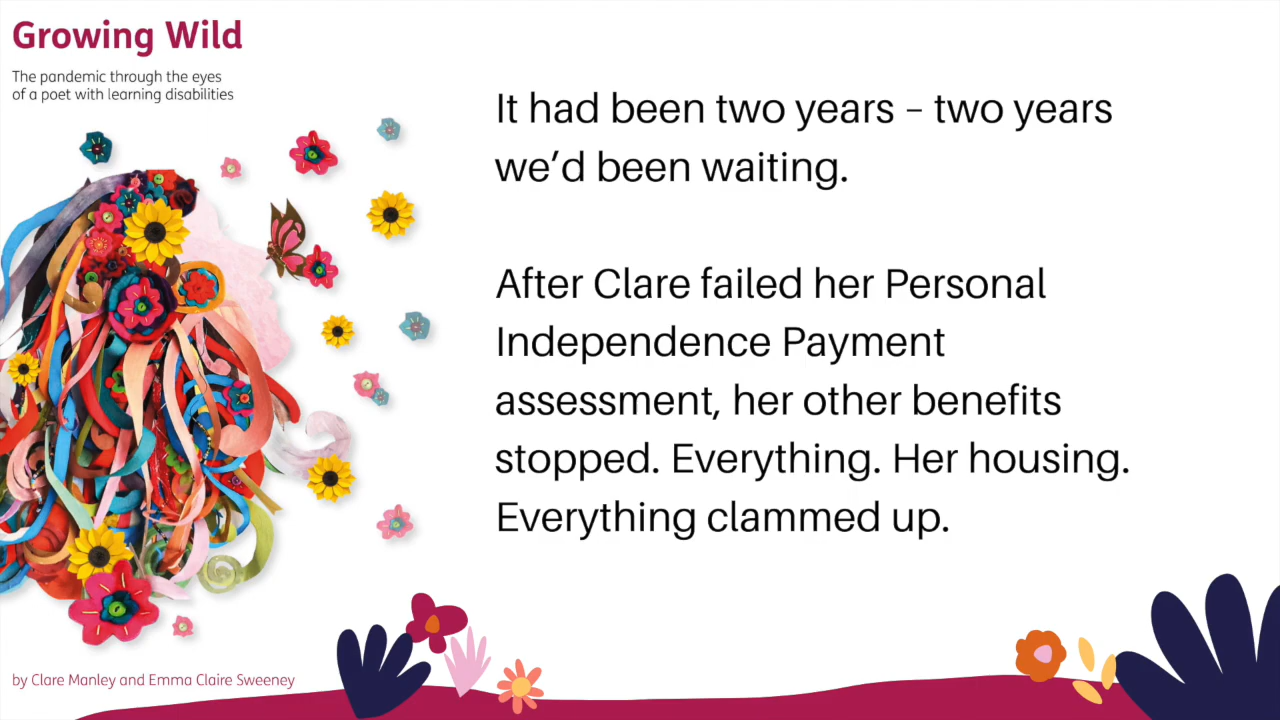 Growing Wild
The pandemic through the eyes
of a poet with learning disabilities
It had been two years – two years
we’d been waiting.
After Clare failed her Personal
Independence Payment
assessment, her other benefits
stopped. Everything. Her housing.
Everything clammed up.
by Clare Manley and Emma Claire Sweeney